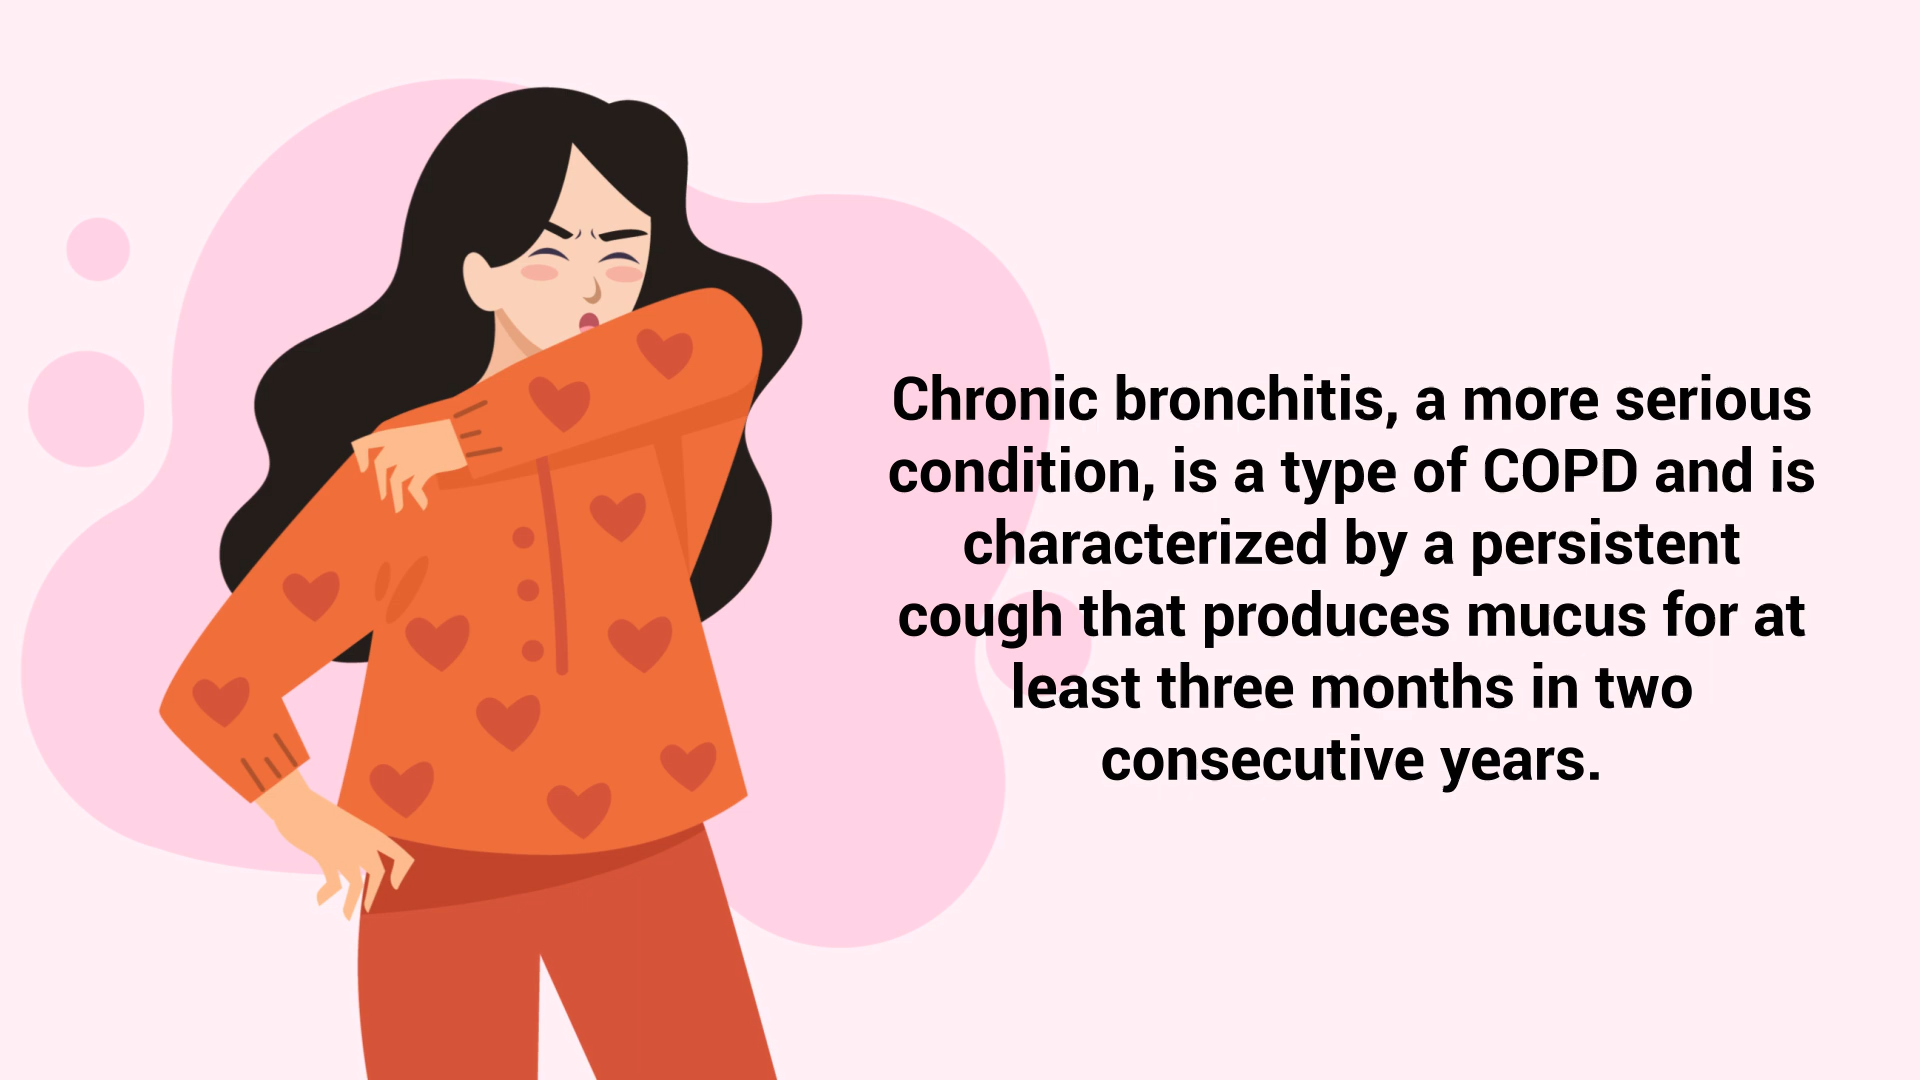 Chronic bronchitis, a more serious
condition, is a type of COPD and is
characterized by a persistent
cough that produces mucus for at
least three months in two
consecutive years.